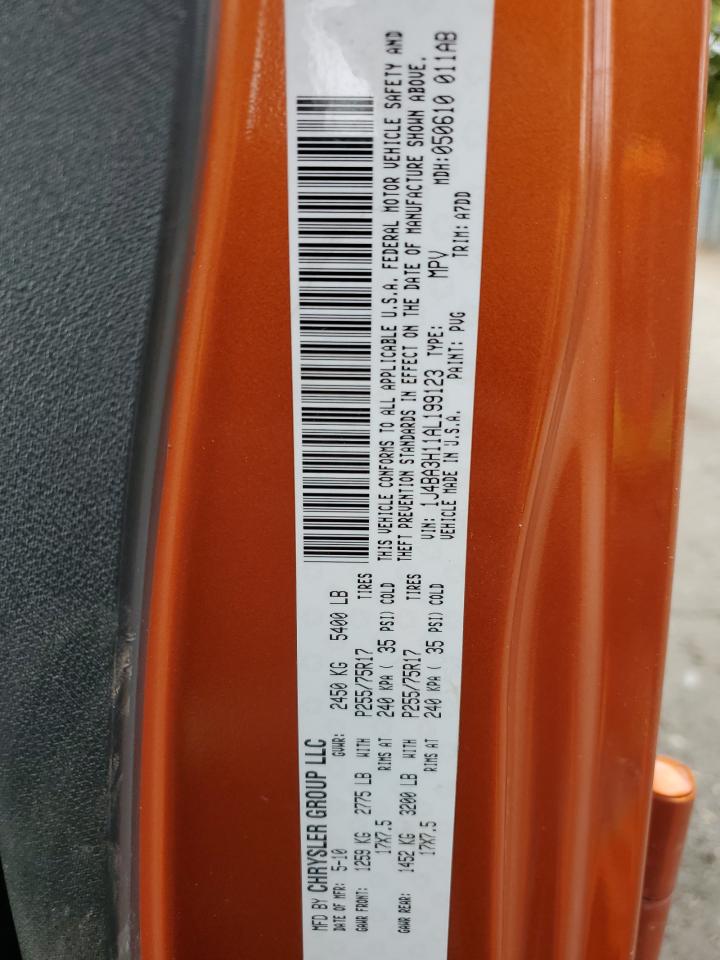 MFD BY CHRYSLER GROUP LLC
DATE OF MFR: 5-10 GVWR: 2450 KG 5400 LB
GAWR FRONT: 1259 KG 2775 LB WITH P255/75R17 TIRES
17X7.5 RIMS AT 240 KPA ( 35 PSI) COLD
GAWR REAR: 1452 KG 3200 LB WITH P255/75R17 TIRES
17X7.5 RIMS AT 240 KPA ( 35 PSI) COLD
THIS VEHICLE CONFORMS TO ALL APPLICABLE U.S.A. FEDERAL MOTOR VEHICLE SAFETY AND
THEFT PREVENTION STANDARDS IN EFFECT ON THE DATE OF MANUFACTURE SHOWN ABOVE.
VIN: 1J4BA3H11AL199123 TYPE: MPV MDH:050610 011AB
VEHICLE MADE IN U.S.A. PAINT: PVG TRIM: A7DD